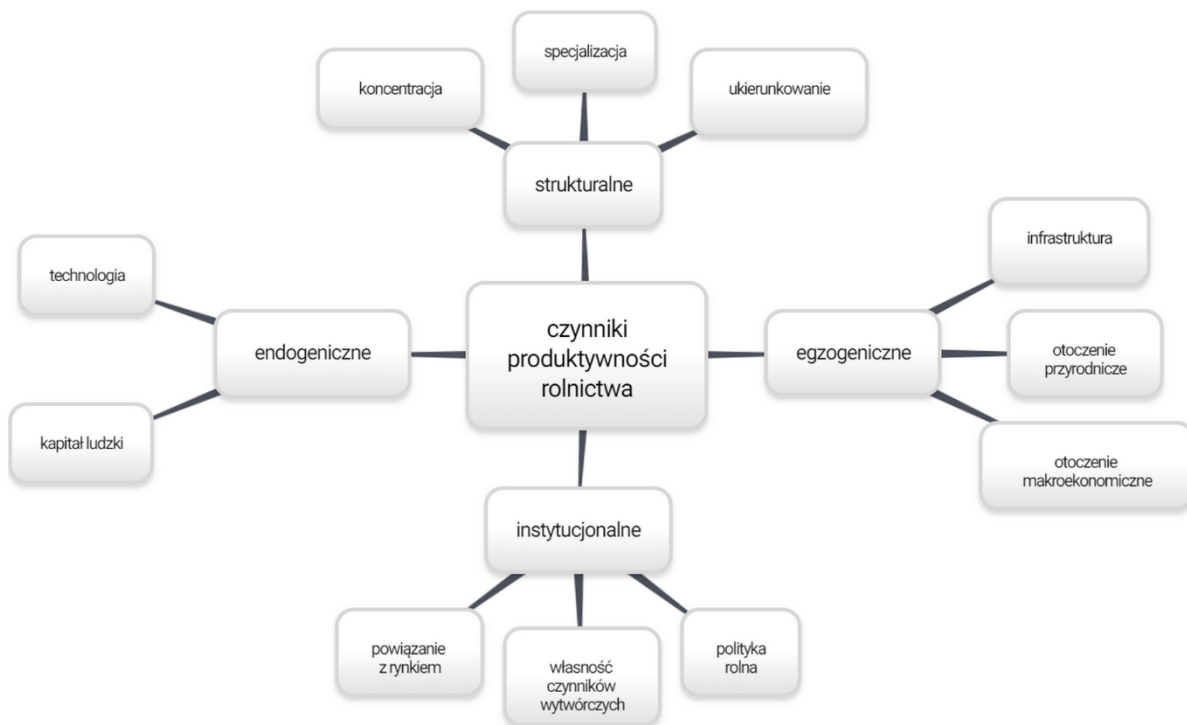 specjalizacja
koncentracja
ukierunkowanie
strukturalne
infrastruktura
technologia
czynniki
produktywności
rolnictwa
endogeniczne
egzogeniczne
otoczenie
przyrodnicze
kapitał ludzki
otoczenie
makroekonomiczne
instytucjonalne
powiązanie
z rynkiem
własność
czynników
wytwórczych
polityka
rolna